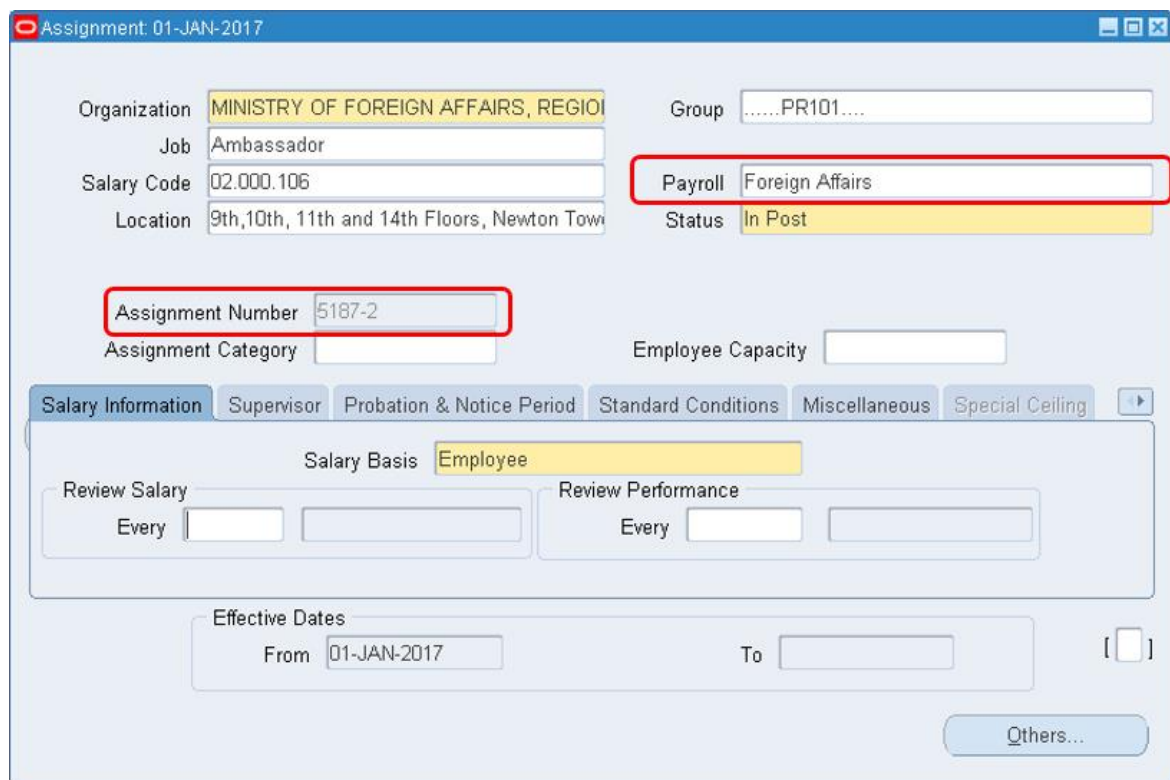 Assignment: 01-JAN-2017
Organization MINISTRY OF FOREIGN AFFAIRS, REGIO
Group ......PR101....
Job Ambassador
Salary Code 02.000.106
Payroll Foreign Affairs
Location 9th,10th, 11th and 14th Floors, Newton Tow
Status In Post
Assignment Number 5187-2
Assignment Category
Employee Capacity
Salary Information Supervisor Probation & Notice Period Standard Conditions Miscellaneous Special Ceiling
Salary Basis Employee
Review Salary Review Performance
Every Every
Effective Dates
From 01-JAN-2017 To [ ]
Others...